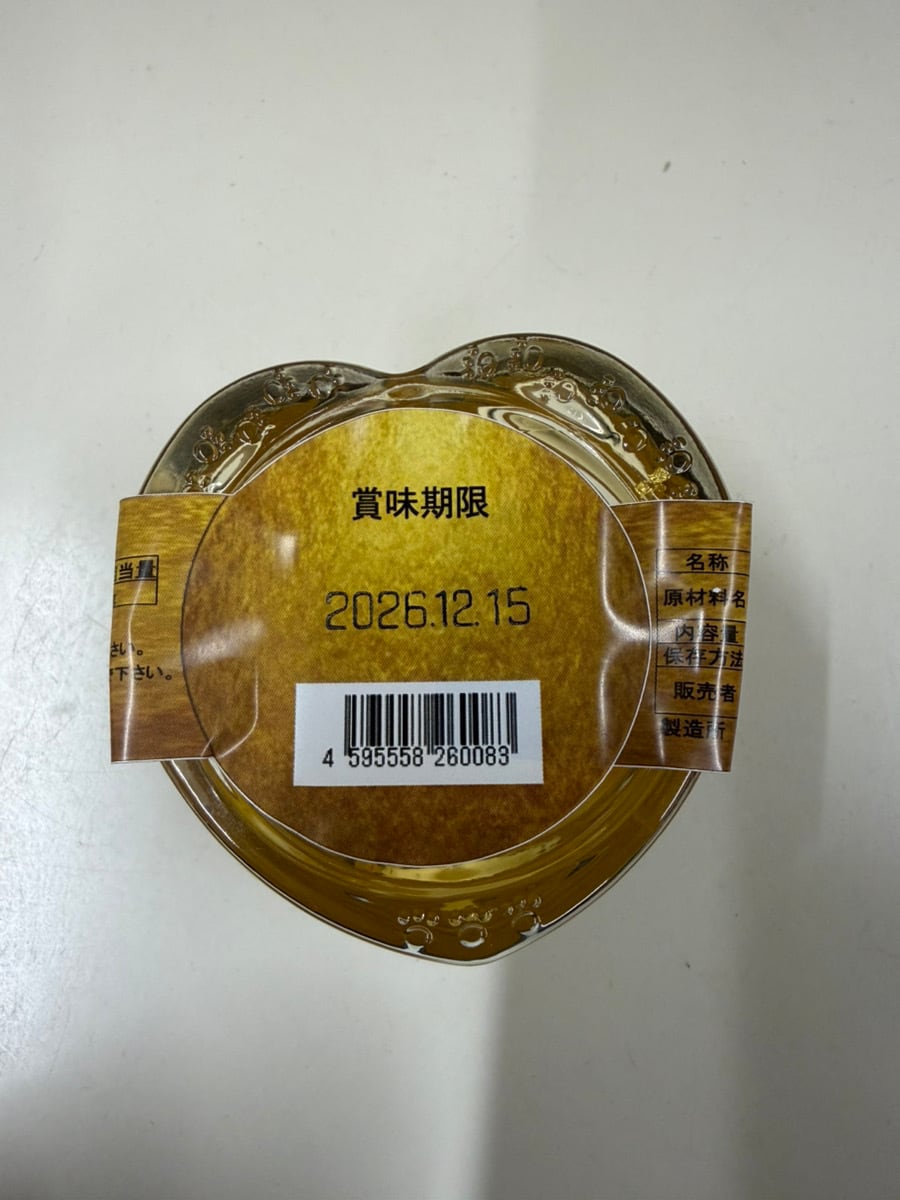 賞味期限
2026.12.15
4 595558 260083
当量
さい。
下さい。
名称
原材料名
内容量
保存方法
販売者
製造所